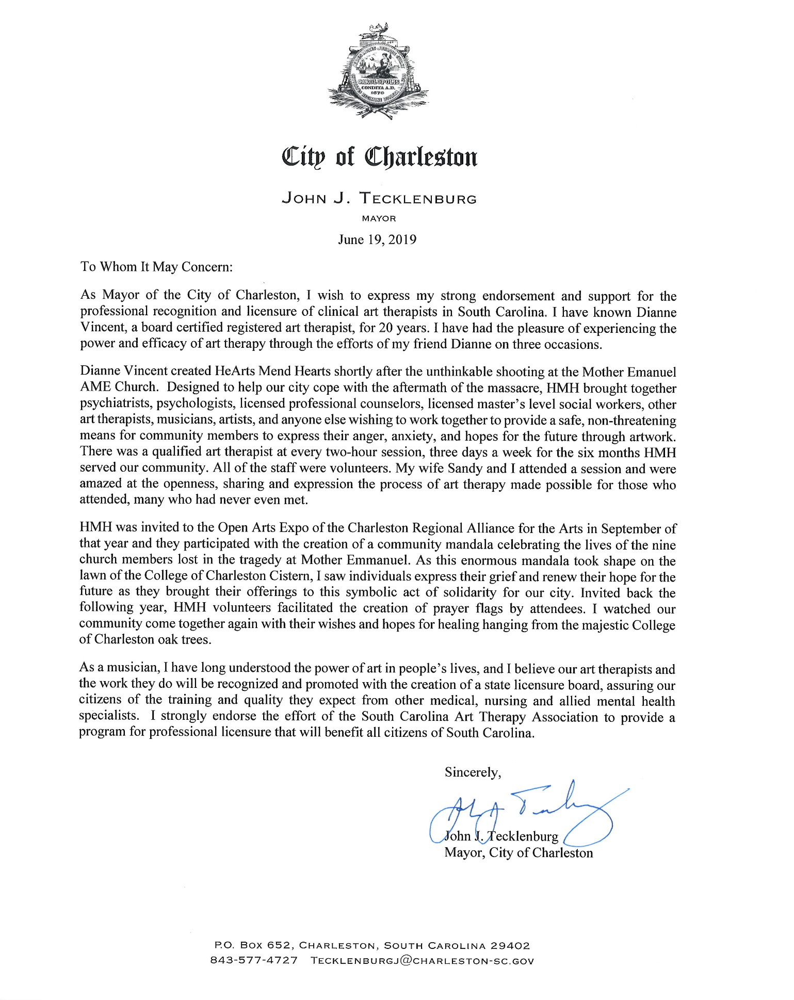 CAROLOPOLIS
CONDITA A.D.
1670
City of Charleston
JOHN J. TECKLENBURG
MAYOR
June 19, 2019
To Whom It May Concern:
As Mayor of the City of Charleston, I wish to express my strong endorsement and support for the
professional recognition and licensure of clinical art therapists in South Carolina. I have known Dianne
Vincent, a board certified registered art therapist, for 20 years. I have had the pleasure of experiencing the
power and efficacy of art therapy through the efforts of my friend Dianne on three occasions.
Dianne Vincent created HeArts Mend Hearts shortly after the unthinkable shooting at the Mother Emanuel
AME Church.  Designed to help our city cope with the aftermath of the massacre, HMH brought together
psychiatrists, psychologists, licensed professional counselors, licensed master's level social workers, other
art therapists, musicians, artists, and anyone else wishing to work together to provide a safe, non-threatening
means for community members to express their anger, anxiety, and hopes for the future through artwork.
There was a qualified art therapist at every two-hour session, three days a week for the six months HMH
served our community. All of the staff were volunteers. My wife Sandy and I attended a session and were
amazed at the openness, sharing and expression the process of art therapy made possible for those who
attended, many who had never even met.
HMH was invited to the Open Arts Expo of the Charleston Regional Alliance for the Arts in September of
that year and they participated with the creation of a community mandala celebrating the lives of the nine
church members lost in the tragedy at Mother Emmanuel. As this enormous mandala took shape on the
lawn of the College of Charleston Cistern, I saw individuals express their grief and renew their hope for the
future as they brought their offerings to this symbolic act of solidarity for our city. Invited back the
following year, HMH volunteers facilitated the creation of prayer flags by attendees. I watched our
community come together again with their wishes and hopes for healing hanging from the majestic College
of Charleston oak trees.
As a musician, I have long understood the power of art in people's lives, and I believe our art therapists and
the work they do will be recognized and promoted with the creation of a state licensure board, assuring our
citizens of the training and quality they expect from other medical, nursing and allied mental health
specialists.  I strongly endorse the effort of the South Carolina Art Therapy Association to provide a
program for professional licensure that will benefit all citizens of South Carolina.
Sincerely,
John J. Tecklenburg
Mayor, City of Charleston
P.O. BOX 652, CHARLESTON, SOUTH CAROLINA 29402
843-577-4727 TECKLENBURGJ@CHARLESTON-SC.GOV